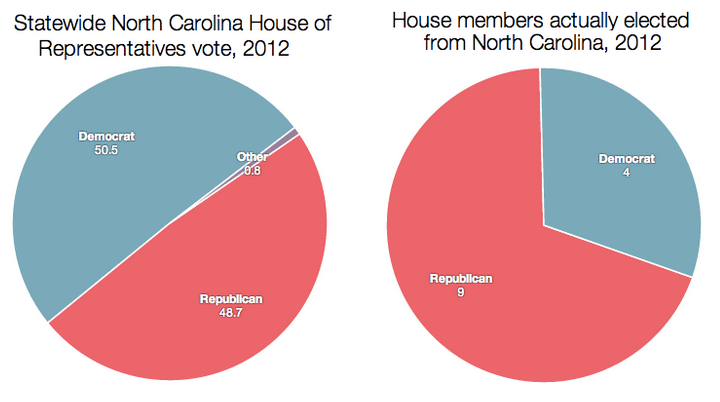 Statewide North Carolina House of
Representatives vote, 2012
Democrat
50.5
Other
0.8
Republican
48.7
House members actually elected
from North Carolina, 2012
Democrat
4
Republican
9